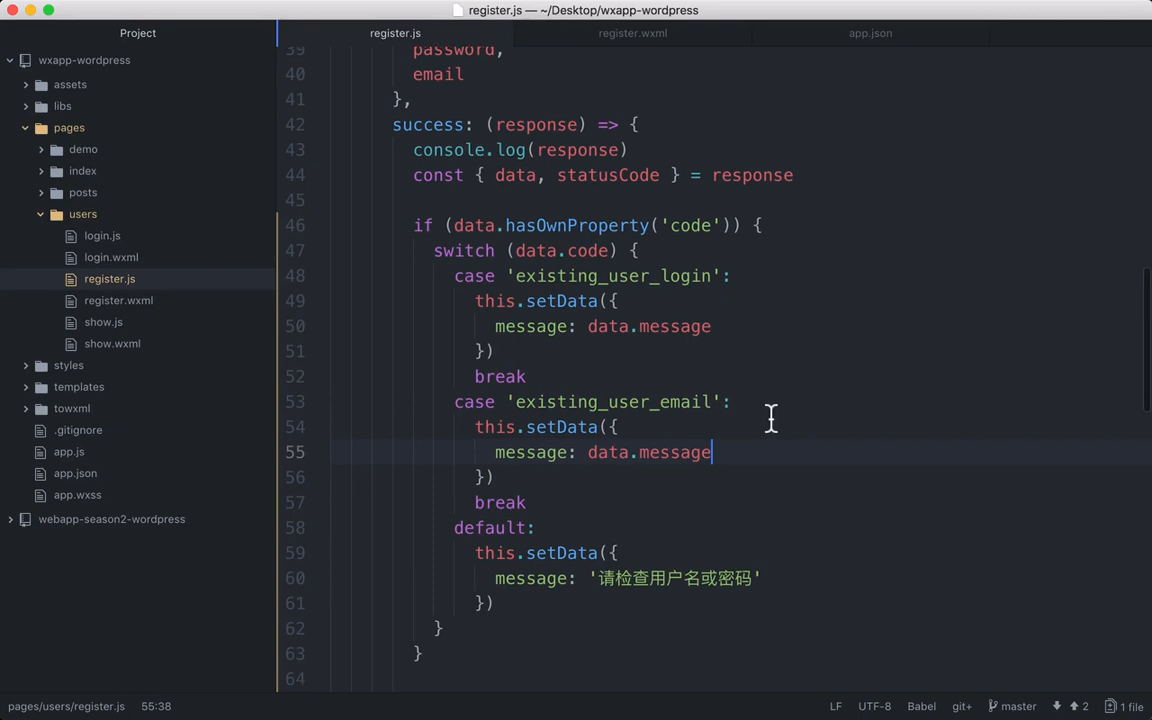 register.js — ~/Desktop/wxapp-wordpress
Project
register.js
register.wxml
app.json
wxapp-wordpress
assets
libs
pages
demo
index
posts
users
login.js
login.wxml
register.js
register.wxml
show.js
show.wxml
styles
templates
towxml
.gitignore
app.js
app.json
app.wxss
webapp-season2-wordpress
39 password,
40 email
41 },
42 success: (response) => {
43 console.log(response)
44 const { data, statusCode } = response
45
46 if (data.hasOwnProperty('code')) {
47 switch (data.code) {
48 case 'existing_user_login':
49 this.setData({
50 message: data.message
51 })
52 break
53 case 'existing_user_email':
54 this.setData({
55 message: data.message
56 })
57 break
58 default:
59 this.setData({
60 message: '请检查用户名或密码'
61 })
62 }
63 }
64
pages/users/register.js 55:38 LF UTF-8 Babel git+ master 2 1 file